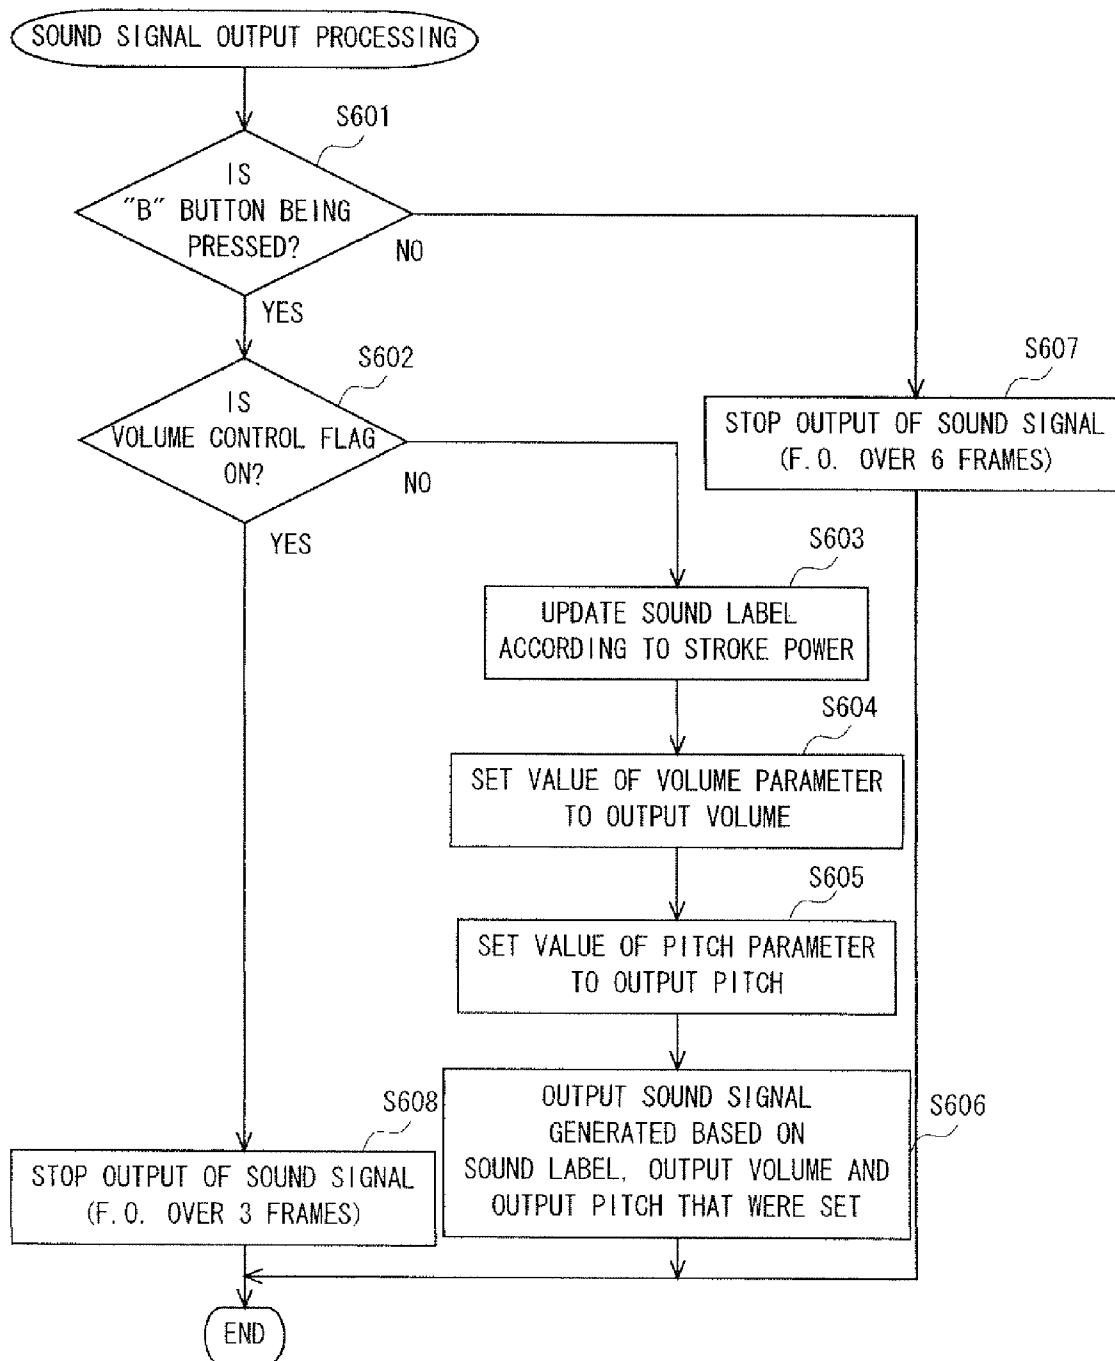 SOUND SIGNAL OUTPUT PROCESSING
S601
IS
"B" BUTTON BEING
PRESSED?
NO
YES
S602
IS
VOLUME CONTROL FLAG
ON?
NO
YES
S607
STOP OUTPUT OF SOUND SIGNAL
(F.O. OVER 6 FRAMES)
S603
UPDATE SOUND LABEL
ACCORDING TO STROKE POWER
S604
SET VALUE OF VOLUME PARAMETER
TO OUTPUT VOLUME
S605
SET VALUE OF PITCH PARAMETER
TO OUTPUT PITCH
S606
OUTPUT SOUND SIGNAL
GENERATED BASED ON
SOUND LABEL, OUTPUT VOLUME AND
OUTPUT PITCH THAT WERE SET
S608
STOP OUTPUT OF SOUND SIGNAL
(F.O. OVER 3 FRAMES)
END